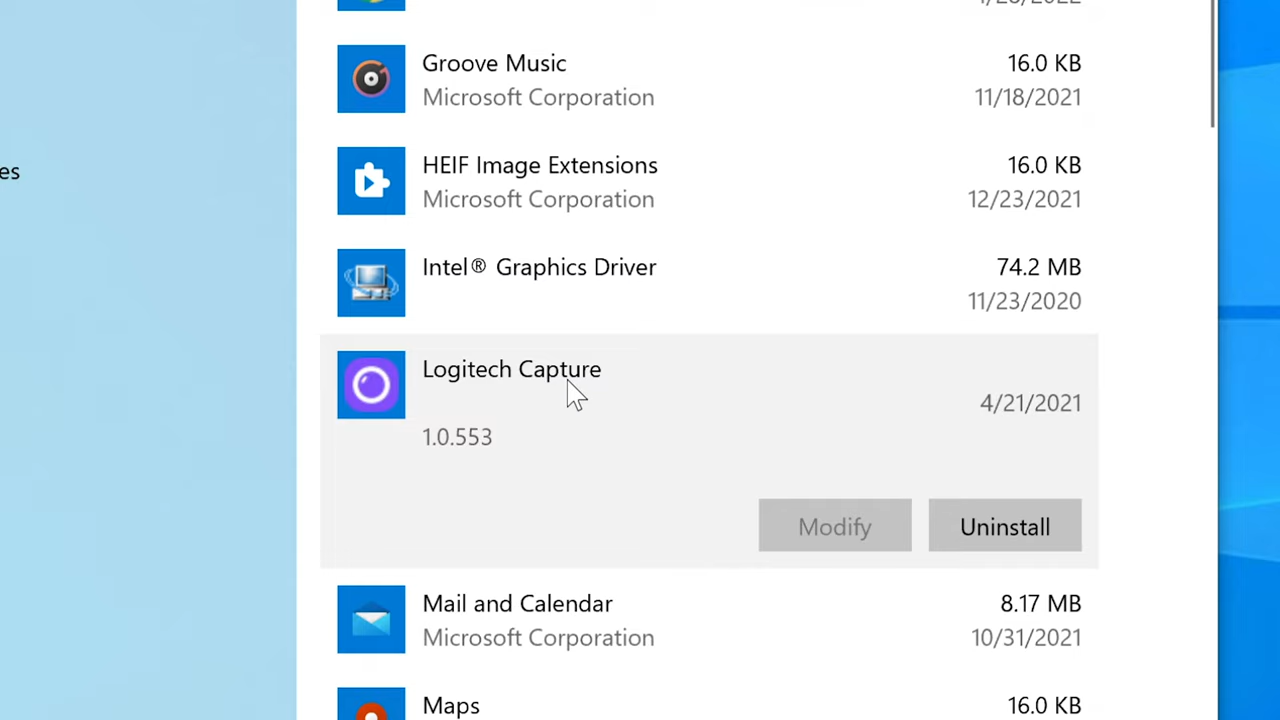 Groove Music 16.0 KB
Microsoft Corporation 11/18/2021
es
HEIF Image Extensions 16.0 KB
Microsoft Corporation 12/23/2021
Intel® Graphics Driver 74.2 MB
11/23/2020
Logitech Capture
4/21/2021
1.0.553
Modify Uninstall
Mail and Calendar 8.17 MB
Microsoft Corporation 10/31/2021
Maps 16.0 KB